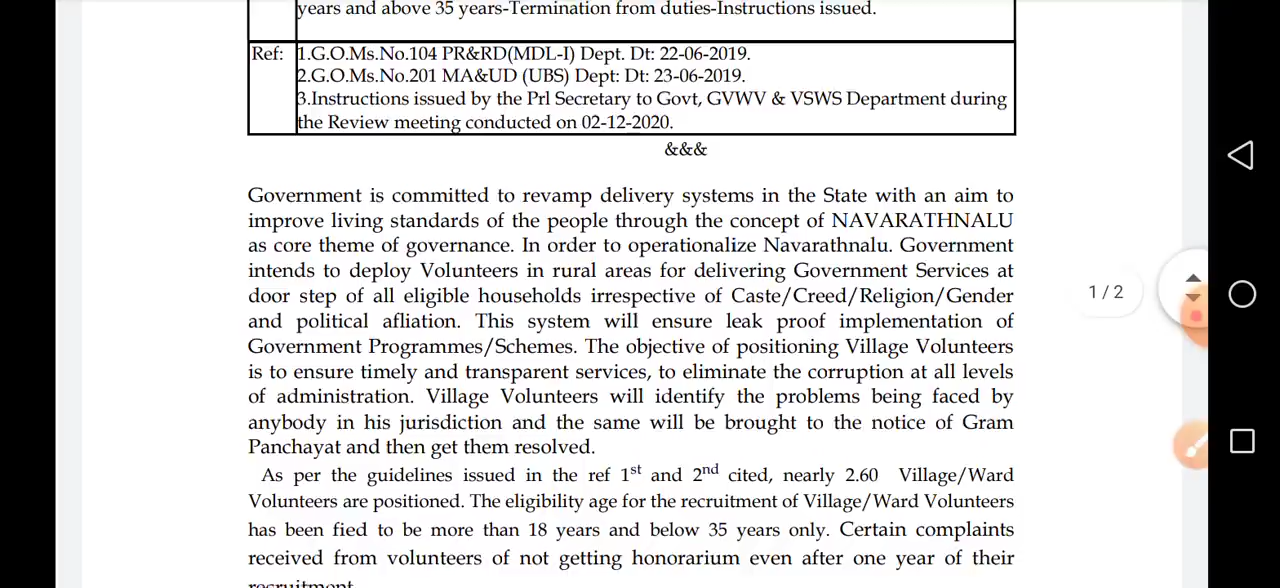 years and above 35 years-Termination from duties-Instructions issued.
Ref: 1.G.O.Ms.No.104 PR&RD(MDL-I) Dept. Dt: 22-06-2019.
2.G.O.Ms.No.201 MA&UD (UBS) Dept: Dt: 23-06-2019.
3.Instructions issued by the Prl Secretary to Govt, GVWV & VSWS Department during
the Review meeting conducted on 02-12-2020.
&&&
Government is committed to revamp delivery systems in the State with an aim to
improve living standards of the people through the concept of NAVARATHNALU
as core theme of governance. In order to operationalize Navarathnalu. Government
intends to deploy Volunteers in rural areas for delivering Government Services at
door step of all eligible households irrespective of Caste/Creed/Religion/Gender
and political afliation. This system will ensure leak proof implementation of
Government Programmes/Schemes. The objective of positioning Village Volunteers
is to ensure timely and transparent services, to eliminate the corruption at all levels
of administration. Village Volunteers will identify the problems being faced by
anybody in his jurisdiction and the same will be brought to the notice of Gram
Panchayat and then get them resolved.
As per the guidelines issued in the ref 1st and 2nd cited, nearly 2.60 Village/Ward
Volunteers are positioned. The eligibility age for the recruitment of Village/Ward Volunteers
has been fied to be more than 18 years and below 35 years only. Certain complaints
received from volunteers of not getting honorarium even after one year of their
recruitment
1 / 2